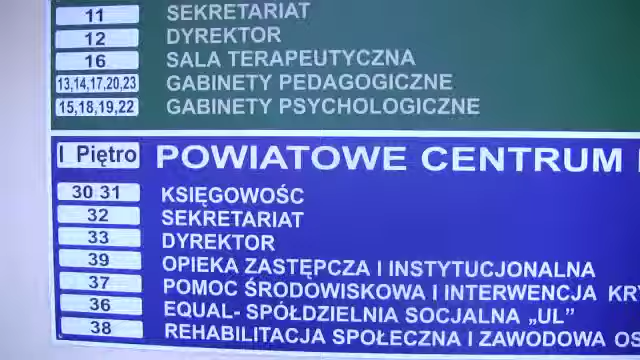 11 SEKRETARIAT
12 DYREKTOR
16 SALA TERAPEUTYCZNA
13,14,17,20,23 GABINETY PEDAGOGICZNE
15,18,19,22 GABINETY PSYCHOLOGICZNE
I Piętro POWIATOWE CENTRUM
30 31 KSIĘGOWOŚC
32 SEKRETARIAT
33 DYREKTOR
39 OPIEKA ZASTĘPCZA I INSTYTUCJONALNA
37 POMOC ŚRODOWISKOWA I INTERWENCJA KRY
36 EQUAL- SPÓŁDZIELNIA SOCJALNA „UL”
38 REHABILITACJA SPOŁECZNA I ZAWODOWA OS